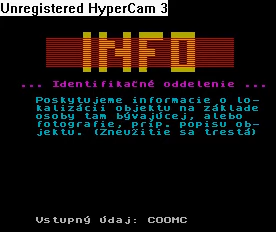 Unregistered HyperCam 3
INFO
... Identifikačné oddelenie ...
Poskytujeme informacie o lo-
kalizácii objektu na základe
osoby tam bývajúcej, alebo
fotografie, príp. popisu ob-
jektu. (Zneužitie sa trestá)
Vstupný údaj: COOMC